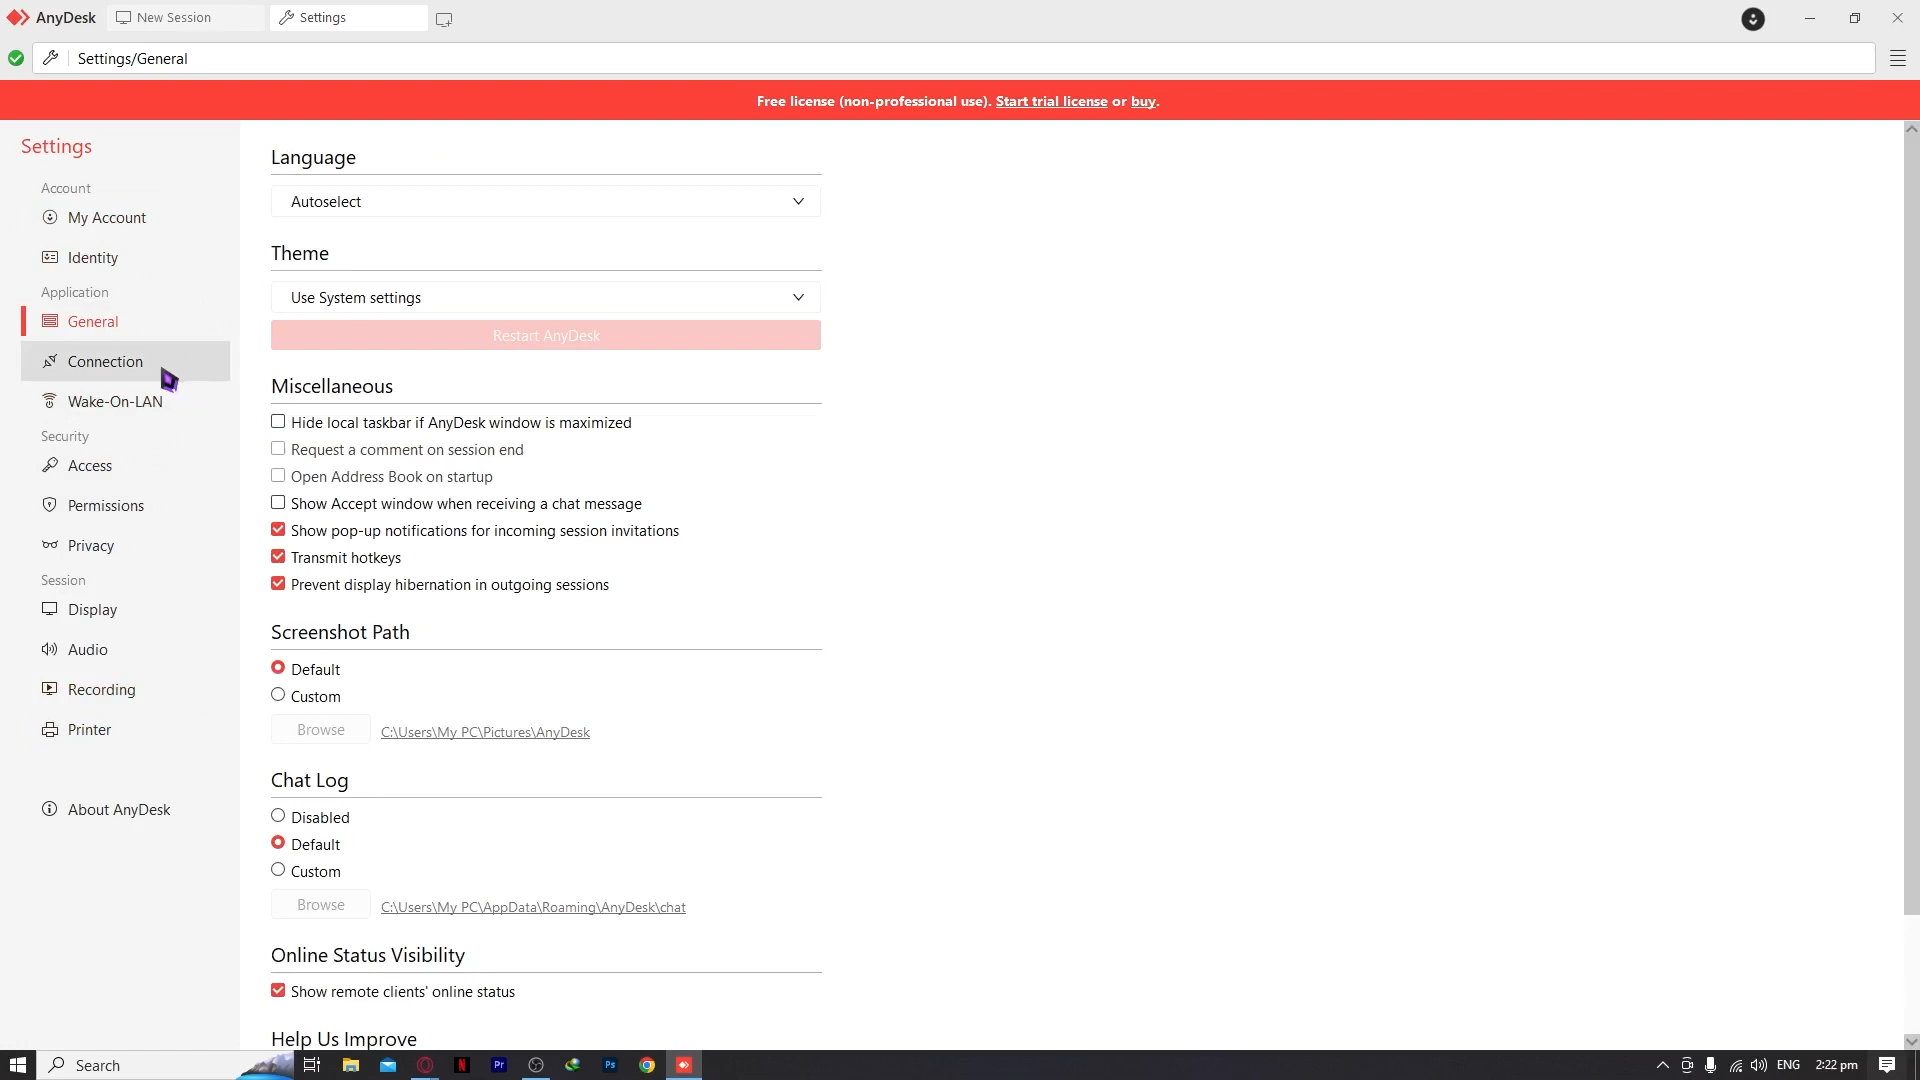 AnyDesk
New Session
Settings
Settings/General
Free license (non-professional use). Start trial license or buy.
Settings
Account
My Account
Identity
Application
General
Connection
Wake-On-LAN
Security
Access
Permissions
Privacy
Session
Display
Audio
Recording
Printer
About AnyDesk
Language
Autoselect
Theme
Use System settings
Restart AnyDesk
Miscellaneous
Hide local taskbar if AnyDesk window is maximized
Request a comment on session end
Open Address Book on startup
Show Accept window when receiving a chat message
Show pop-up notifications for incoming session invitations
Transmit hotkeys
Prevent display hibernation in outgoing sessions
Screenshot Path
Default
Custom
Browse C:\Users\My PC\Pictures\AnyDesk
Chat Log
Disabled
Default
Custom
Browse C:\Users\My PC\AppData\Roaming\AnyDesk\chat
Online Status Visibility
Show remote clients' online status
Help Us Improve
Search
N
Pr
Ps
ENG
2:22 pm